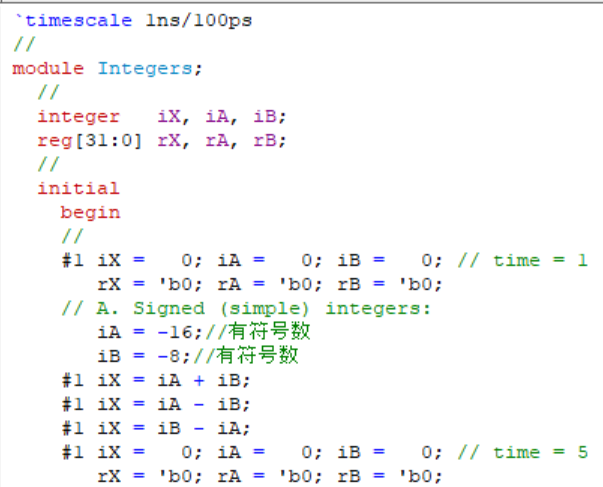 `timescale 1ns/100ps
//
module Integers;
  //
  integer   iX, iA, iB;
  reg[31:0] rX, rA, rB;
  //
  initial
    begin
    //
    #1 iX =   0; iA =   0; iB =   0; // time = 1
       rX = 'b0; rA = 'b0; rB = 'b0;
    // A. Signed (simple) integers:
       iA = -16;//有符号数
       iB = -8;//有符号数
    #1 iX = iA + iB;
    #1 iX = iA - iB;
    #1 iX = iB - iA;
    #1 iX =   0; iA =   0; iB =   0; // time = 5
       rX = 'b0; rA = 'b0; rB = 'b0;